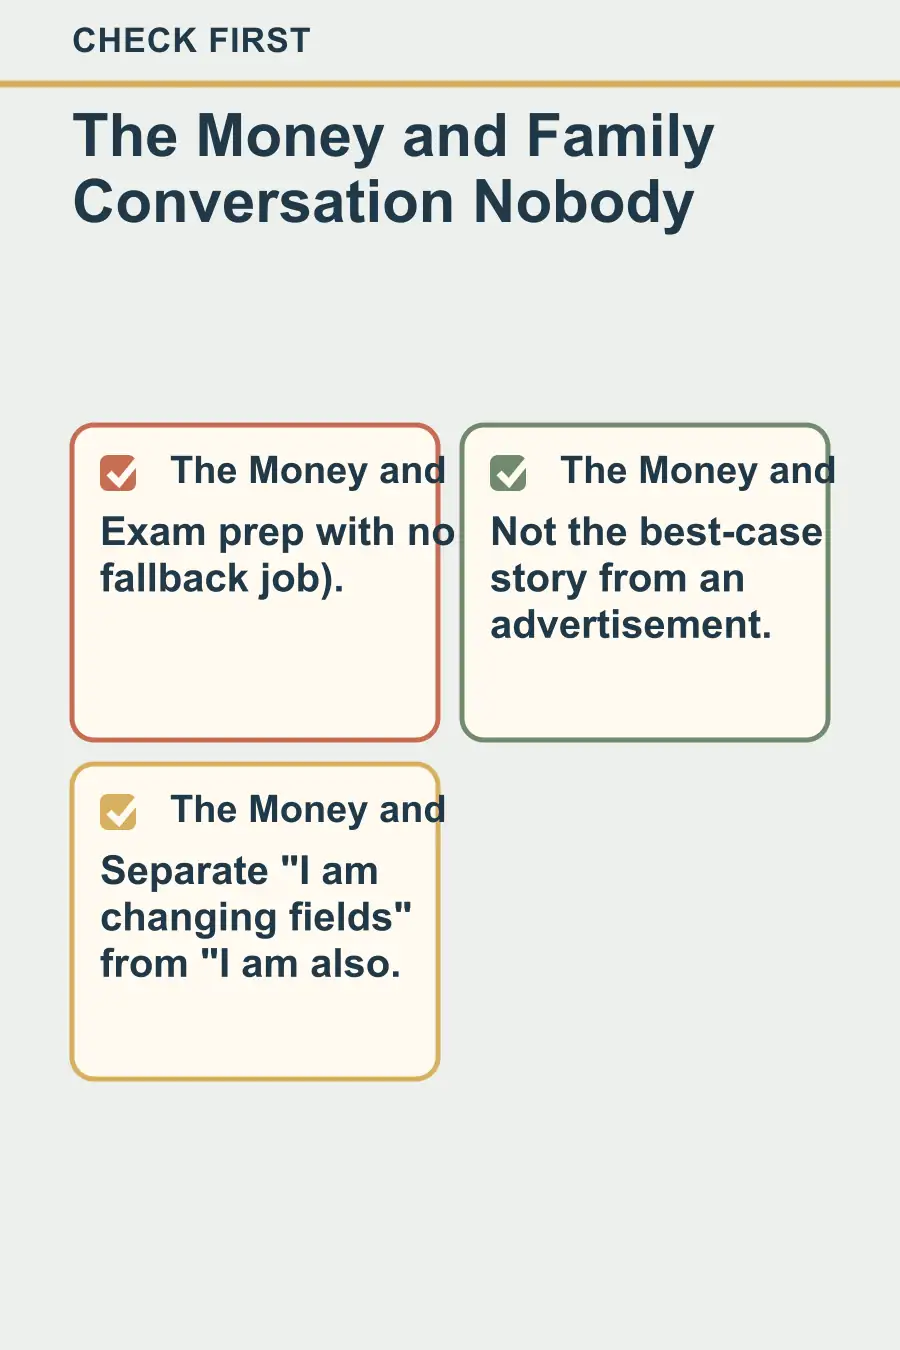 CHECK FIRST
The Money and Family
Conversation Nobody
The Money and
Exam prep with no
fallback job).
The Money and
Not the best-case
story from an
advertisement.
The Money and
Separate "I am
changing fields"
from "I am also.